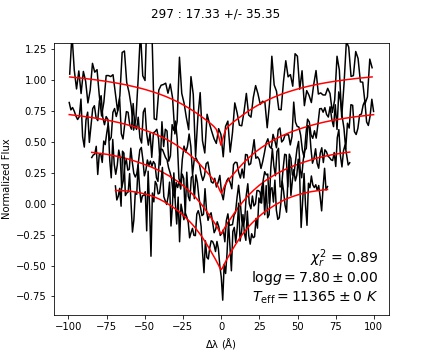 297 : 17.33 +/- 35.35
1.25
1.00
0.75
0.50
0.25
0.00
−0.25
−0.50
−0.75
Normalized Flux
χ²ᵣ = 0.89
logg = 7.80 ± 0.00
Teff = 11365 ± 0 K
−100 −75 −50 −25 0 25 50 75 100
Δλ (Å)